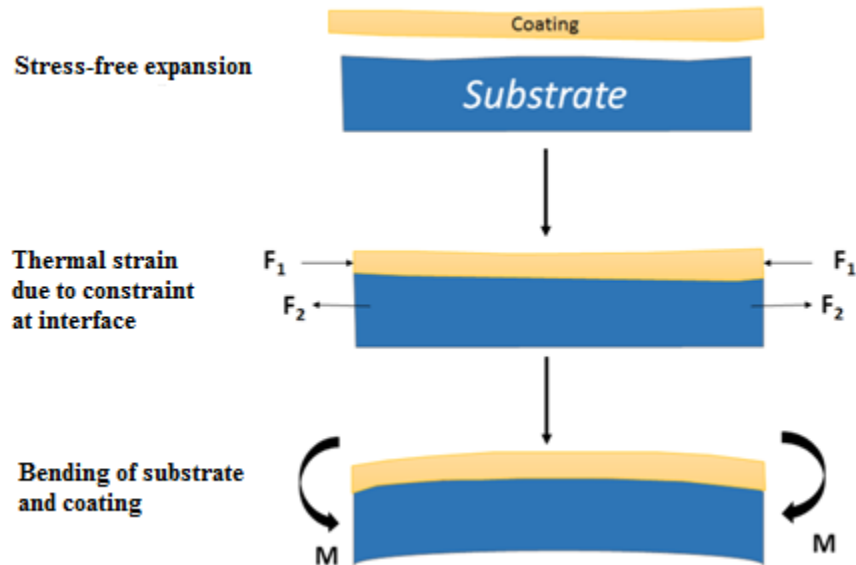 Coating
Stress-free expansion
Substrate
Thermal strain
due to constraint
at interface
F₁
F₁
F₂
F₂
Bending of substrate
and coating
M
M